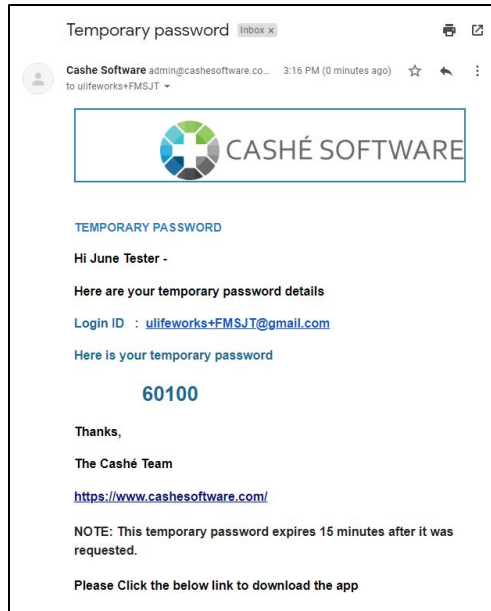 Temporary password Inbox x
Cashe Software admin@cashesoftware.co... 3:16 PM (0 minutes ago)
to ulifeworks+FMSJT
CASHÉ SOFTWARE
TEMPORARY PASSWORD
Hi June Tester -
Here are your temporary password details
Login ID : ulifeworks+FMSJT@gmail.com
Here is your temporary password
60100
Thanks,
The Cashé Team
https://www.cashesoftware.com/
NOTE: This temporary password expires 15 minutes after it was
requested.
Please Click the below link to download the app